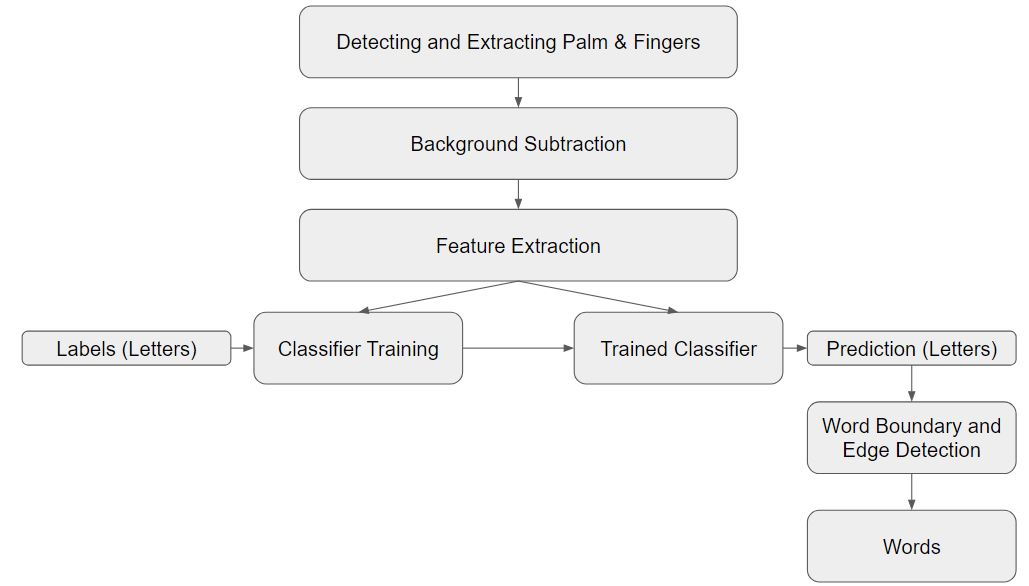 Detecting and Extracting Palm & Fingers
Background Subtraction
Feature Extraction
Labels (Letters)
Classifier Training
Trained Classifier
Prediction (Letters)
Word Boundary and
Edge Detection
Words